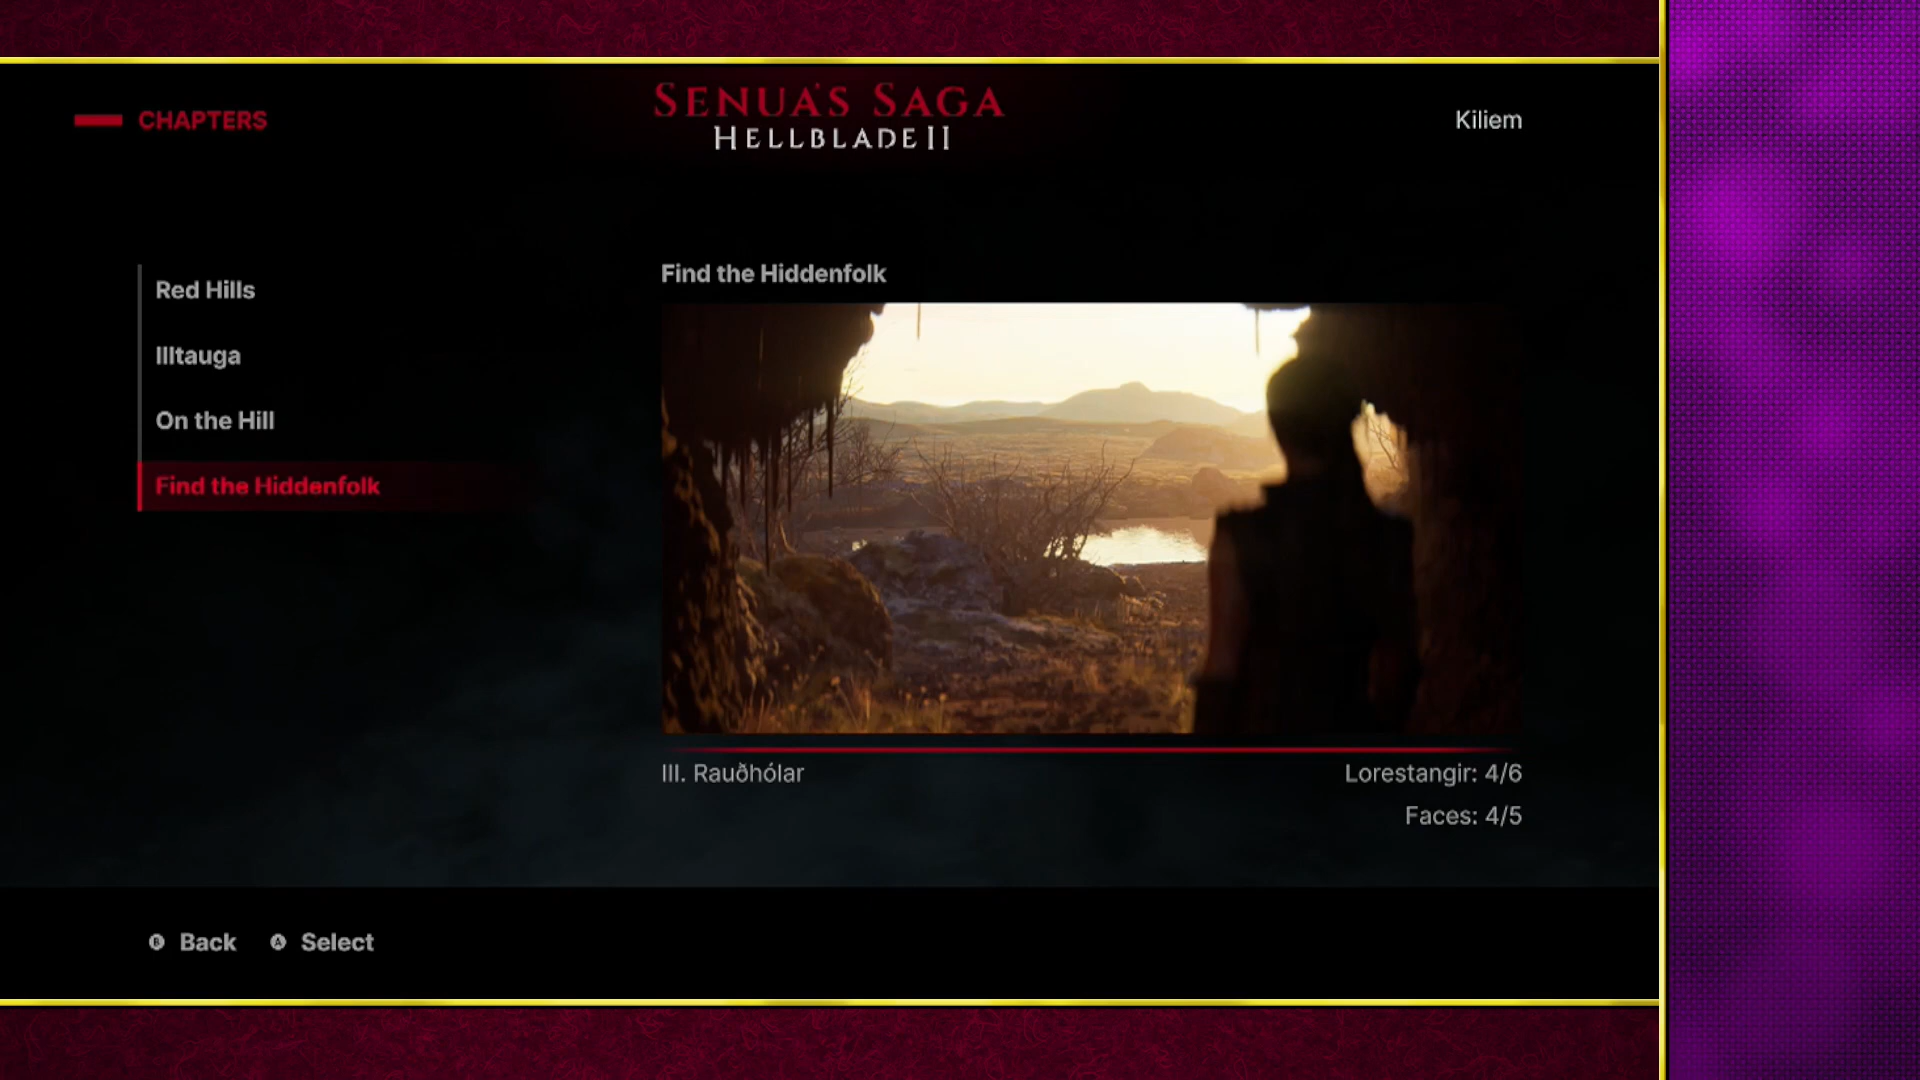 CHAPTERS
SENUA'S SAGA
HELLBLADE II
Kiliem
Red Hills
Illtauga
On the Hill
Find the Hiddenfolk
Find the Hiddenfolk
III. Rauðhólar
Lorestangir: 4/6
Faces: 4/5
B Back
A Select